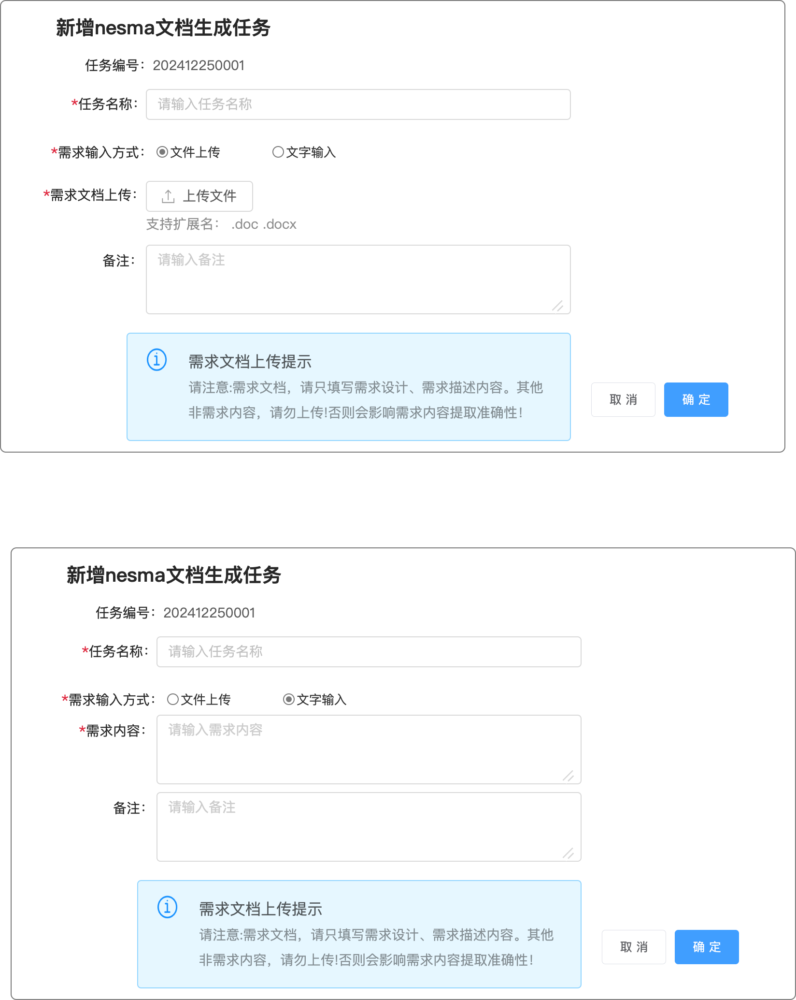 新增nesma文档生成任务
任务编号：202412250001
*任务名称：请输入任务名称
*需求输入方式：文件上传 文字输入
*需求文档上传：上传文件
支持扩展名： .doc .docx
备注：请输入备注
需求文档上传提示
请注意:需求文档，请只填写需求设计、需求描述内容。其他
非需求内容，请勿上传!否则会影响需求内容提取准确性！
取 消 确 定
新增nesma文档生成任务
任务编号：202412250001
*任务名称：请输入任务名称
*需求输入方式：文件上传 文字输入
*需求内容：请输入需求内容
备注：请输入备注
需求文档上传提示
请注意:需求文档，请只填写需求设计、需求描述内容。其他
非需求内容，请勿上传!否则会影响需求内容提取准确性！
取 消 确 定